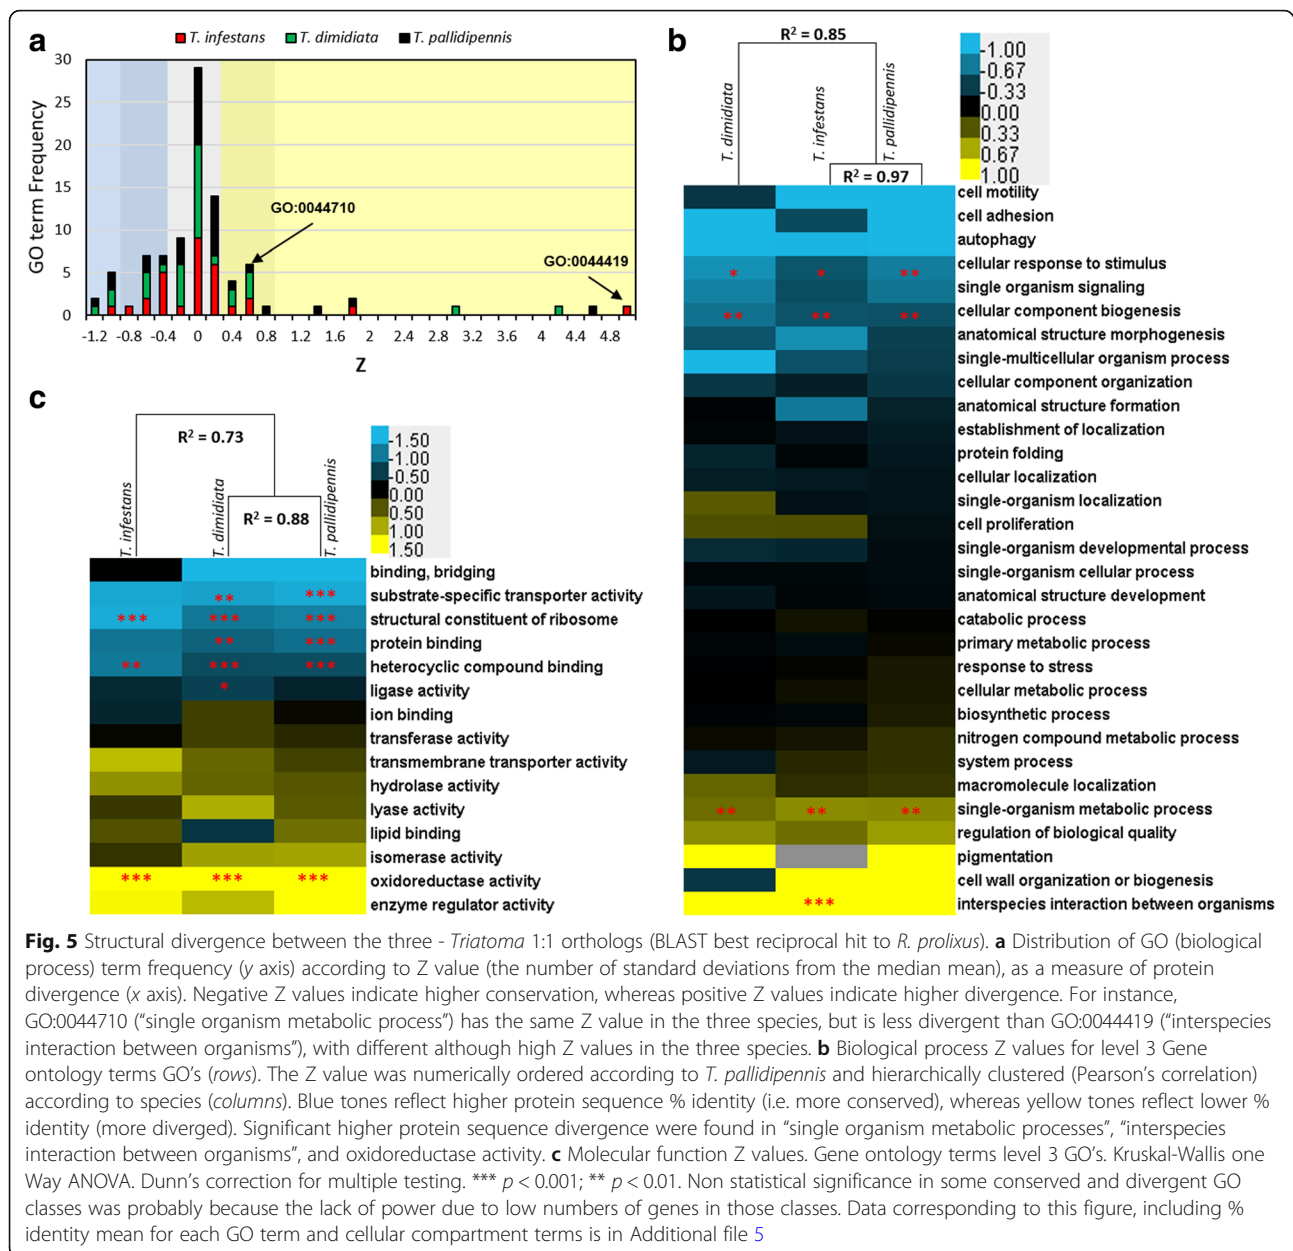 a
T. infestans T. dimidiata T. pallidipennis
GO term Frequency
30
25
20
15
10
5
0
GO:0044710
GO:0044419
-1.2 -0.4 0 0.4 1.2 2 2.8 3.6 4 4.4 4.8
Z
b
R² = 0.85
T. dimidiata
T. infestans
T. pallidipennis
R² = 0.97
-1.00
-0.67
-0.33
0.00
0.33
0.67
1.00
cell motility
cell adhesion
autophagy
cellular response to stimulus
* * **
single organism signaling
cellular component biogenesis
** ** **
anatomical structure morphogenesis
single-multicellular organism process
cellular component organization
anatomical structure formation
establishment of localization
protein folding
cellular localization
single-organism localization
cell proliferation
single-organism developmental process
single-organism cellular process
anatomical structure development
catabolic process
primary metabolic process
response to stress
cellular metabolic process
biosynthetic process
nitrogen compound metabolic process
system process
macromolecule localization
single-organism metabolic process
** ** **
regulation of biological quality
pigmentation
cell wall organization or biogenesis
interspecies interaction between organisms
***
c
R² = 0.73
T. infestans
T. dimidiata
T. pallidipennis
R² = 0.88
-1.50
-1.00
-0.50
0.00
0.50
1.00
1.50
binding, bridging
substrate-specific transporter activity
** ***
structural constituent of ribosome
*** *** ***
protein binding
** ***
heterocyclic compound binding
** *** ***
ligase activity
*
ion binding
transferase activity
transmembrane transporter activity
hydrolase activity
lyase activity
lipid binding
isomerase activity
oxidoreductase activity
*** *** ***
enzyme regulator activity
Fig. 5 Structural divergence between the three - Triatoma 1:1 orthologs (BLAST best reciprocal hit to R. prolixus). a Distribution of GO (biological
process) term frequency (y axis) according to Z value (the number of standard deviations from the median mean), as a measure of protein
divergence (x axis). Negative Z values indicate higher conservation, whereas positive Z values indicate higher divergence. For instance,
GO:0044710 (“single organism metabolic process”) has the same Z value in the three species, but is less divergent than GO:0044419 (“interspecies
interaction between organisms”), with different although high Z values in the three species. b Biological process Z values for level 3 Gene
ontology terms GO's (rows). The Z value was numerically ordered according to T. pallidipennis and hierarchically clustered (Pearson's correlation)
according to species (columns). Blue tones reflect higher protein sequence % identity (i.e. more conserved), whereas yellow tones reflect lower %
identity (more diverged). Significant higher protein sequence divergence were found in “single organism metabolic processes”, “interspecies
interaction between organisms”, and oxidoreductase activity. c Molecular function Z values. Gene ontology terms level 3 GO's. Kruskal-Wallis one
Way ANOVA. Dunn's correction for multiple testing. *** p < 0.001; ** p < 0.01. Non statistical significance in some conserved and divergent GO
classes was probably because the lack of power due to low numbers of genes in those classes. Data corresponding to this figure, including %
identity mean for each GO term and cellular compartment terms is in Additional file 5